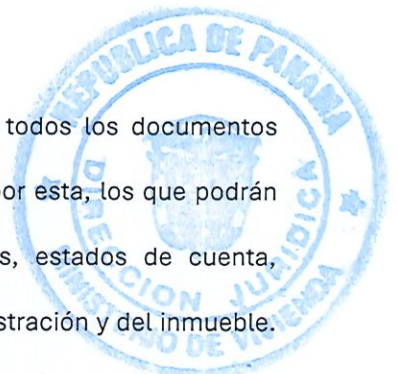 REPUBLICA DE PANAMA
todos los documentos
por esta, los que podrán
s, estados de cuenta,
stración y del inmueble.
DIRECCION JURIDICA
MINISTERIO DE VIVIENDA